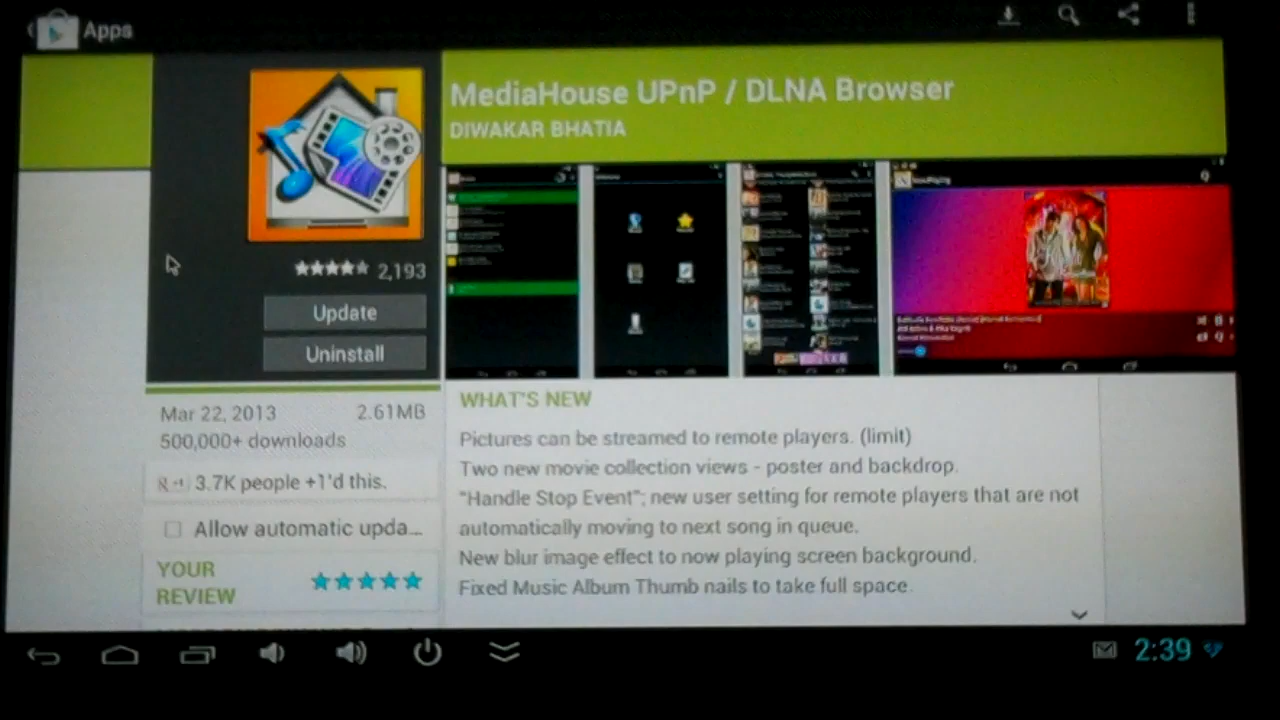 Apps
MediaHouse UPnP / DLNA Browser
DIWAKAR BHATIA
2,193
Update
Uninstall
Mar 22, 2013 2.61MB
500,000+ downloads
3.7K people +1'd this.
Allow automatic upda...
YOUR
REVIEW
WHAT'S NEW
Pictures can be streamed to remote players. (limit)
Two new movie collection views - poster and backdrop.
"Handle Stop Event"; new user setting for remote players that are not
automatically moving to next song in queue.
New blur image effect to now playing screen background.
Fixed Music Album Thumb nails to take full space.
2:39